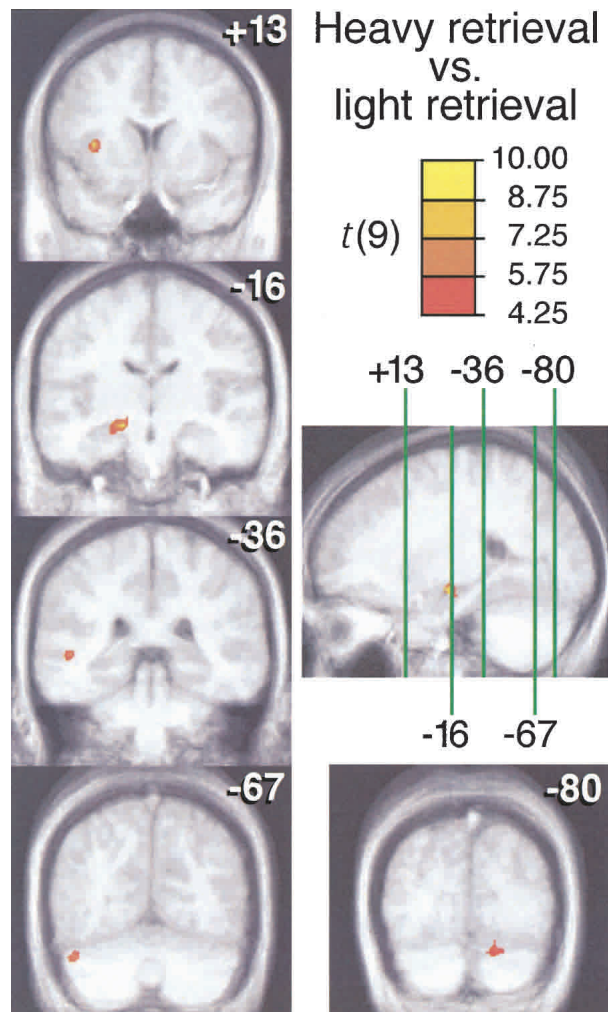 +13
-16
-36
-67
Heavy retrieval
vs.
light retrieval
t(9)
10.00
8.75
7.25
5.75
4.25
+13 -36 -80
-16 -67
-80